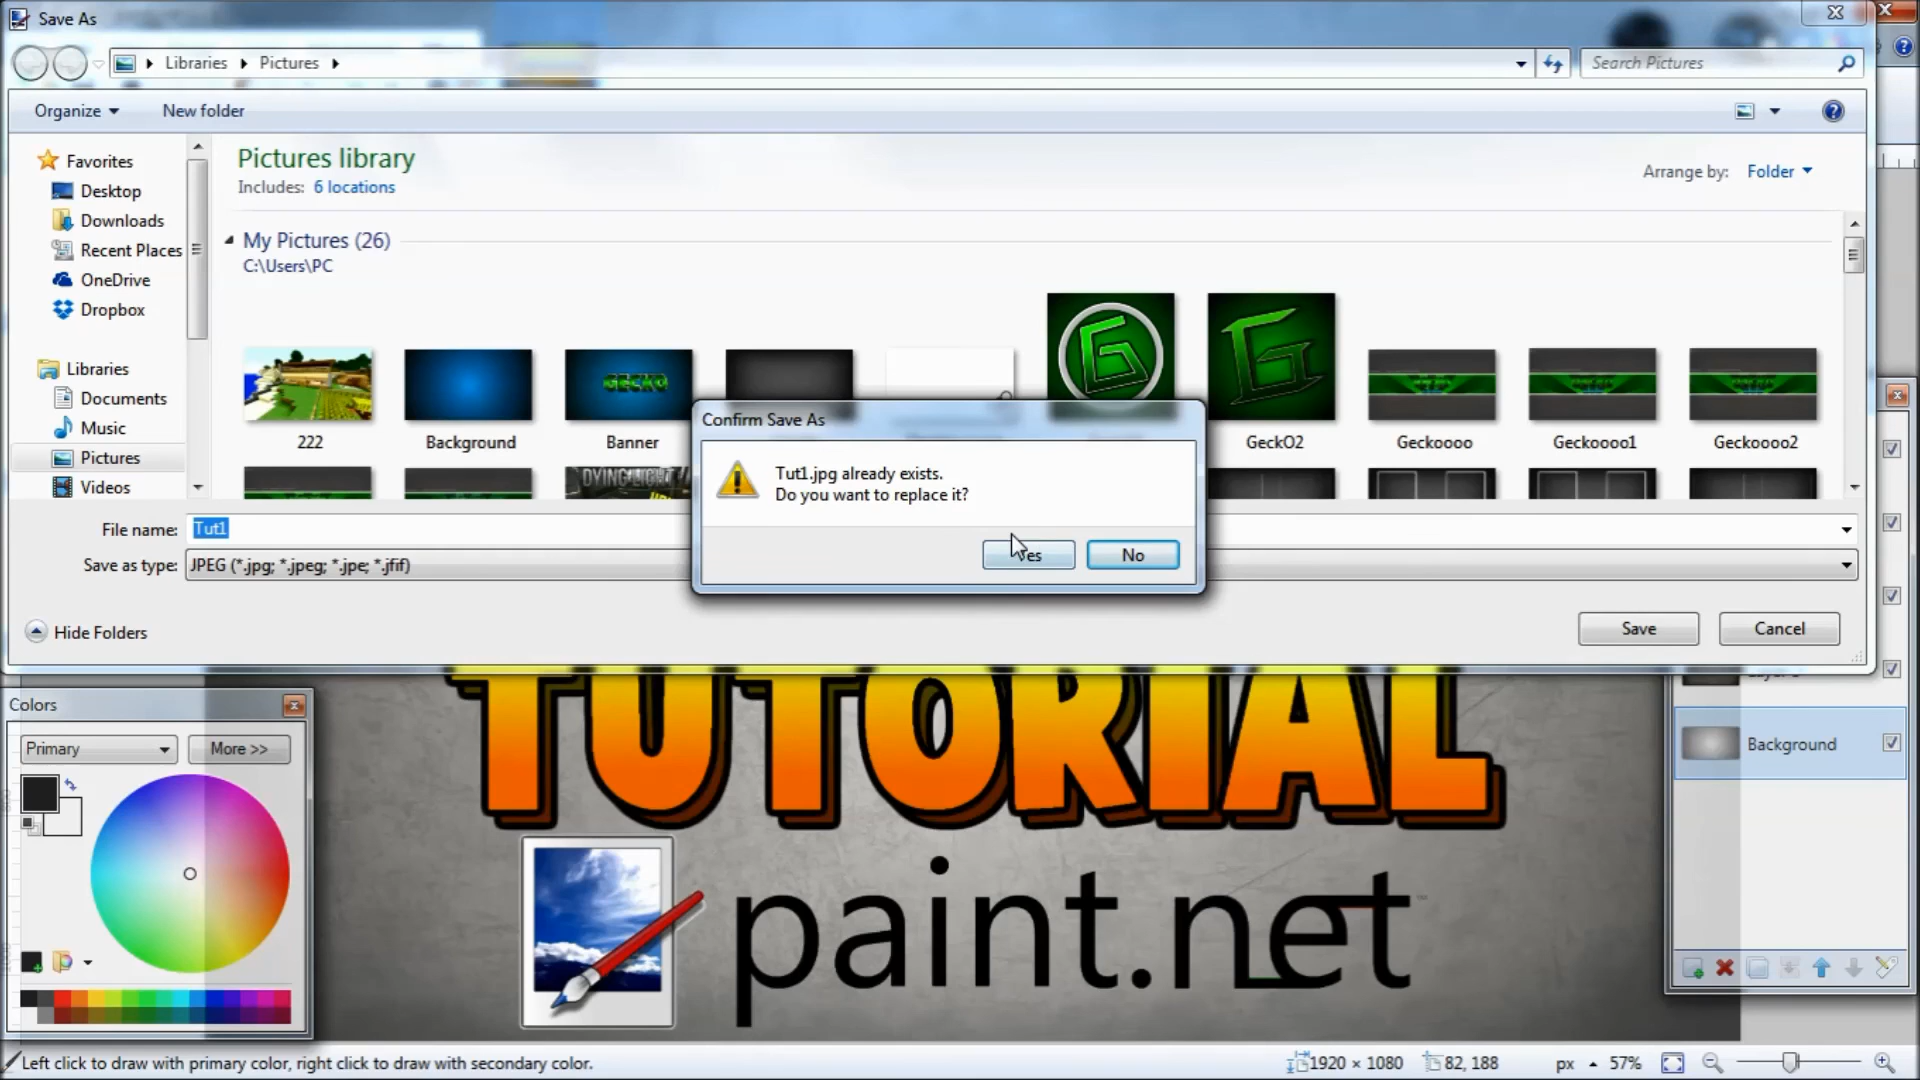 Save As
Libraries
Pictures
Search Pictures
Organize
New folder
Favorites
Desktop
Downloads
Recent Places
OneDrive
Dropbox
Libraries
Documents
Music
Pictures
Videos
Pictures library
Includes: 6 locations
Arrange by: Folder
My Pictures (26)
C:\Users\PC
GECKO
222
Background
Banner
GeckO2
Geckoooo
Geckoooo1
Geckoooo2
DYING LIGHT
Confirm Save As
Tut1.jpg already exists.
Do you want to replace it?
Yes
No
File name: Tut1
Save as type: JPEG (*.jpg; *.jpeg; *.jpe; *.jfif)
Hide Folders
Save
Cancel
TUTORIAL
paint.net
Colors
Primary
More >>
Background
Left click to draw with primary color, right click to draw with secondary color.
1920 × 1080
82, 188
px
57%